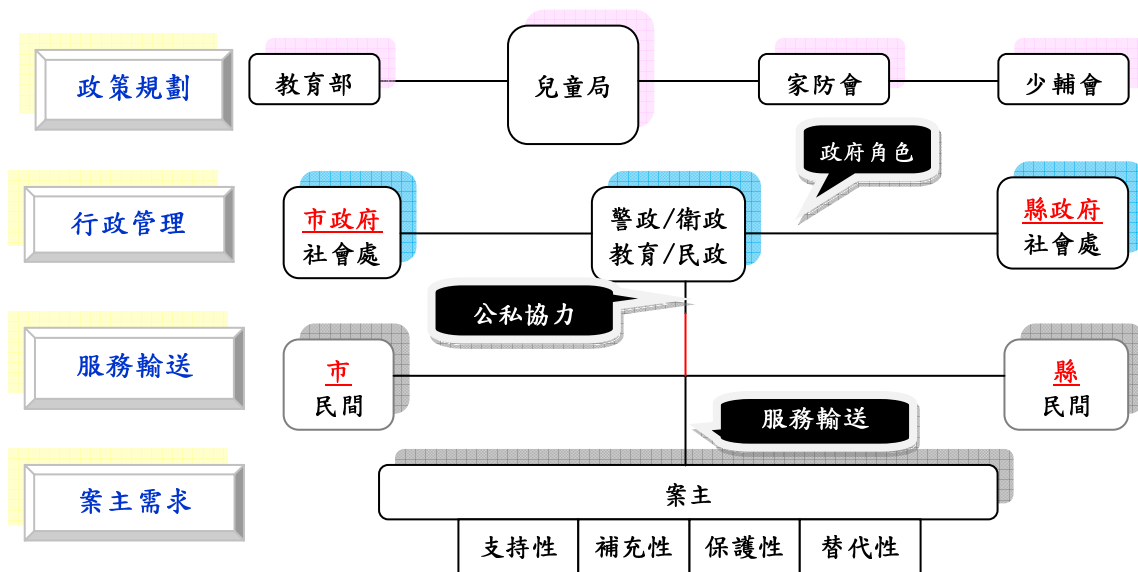 政策規劃
教育部
兒童局
家防會
少輔會
政府角色
行政管理
市政府
社會處
警政/衛政
教育/民政
縣政府
社會處
公私協力
服務輸送
市
民間
縣
民間
服務輸送
案主需求
案主
支持性
補充性
保護性
替代性